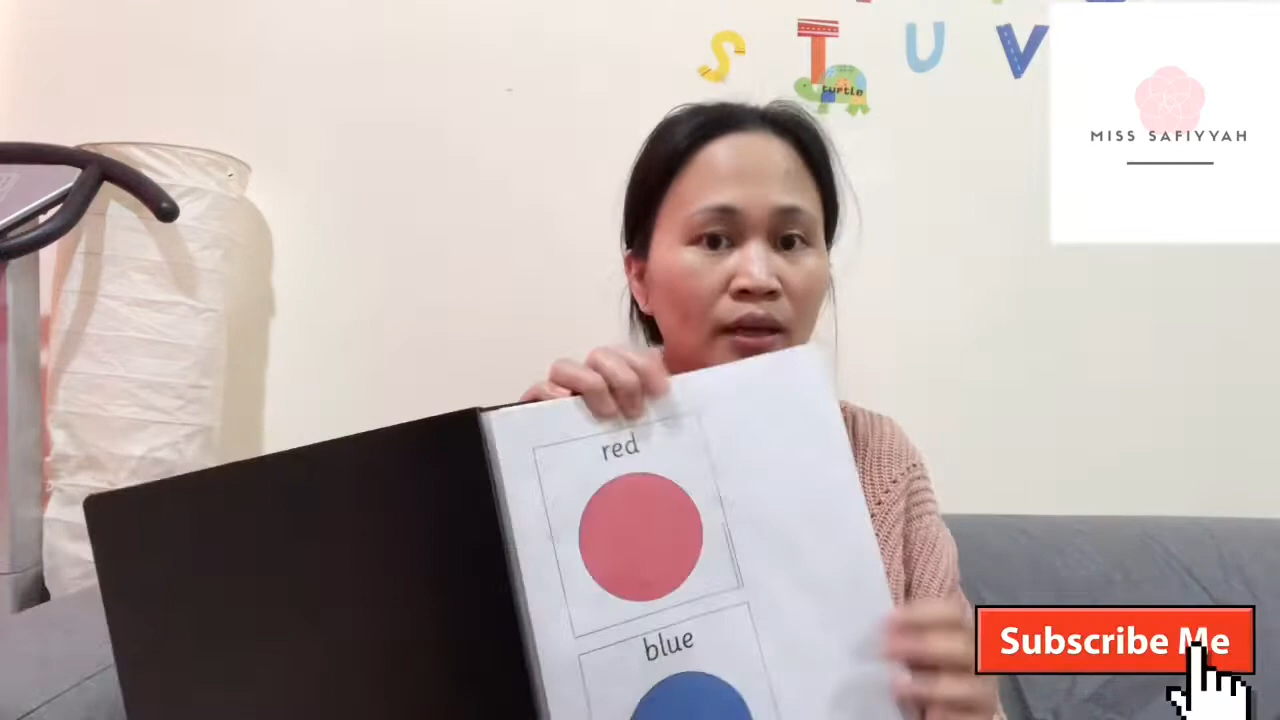 S T U V
turtle
MISS SAFIYYAH
red
blue
Subscribe Me